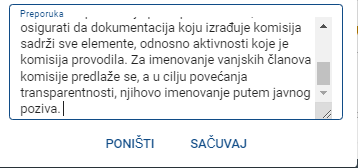 Preporuka
osigurati da dokumentacija koju izrađuje komisija
sadrži sve elemente, odnosno aktivnosti koje je
komisija provodila. Za imenovanje vanjskih članova
komisije predlaže se, a u cilju povećanja
transparentnosti, njihovo imenovanje putem javnog
poziva.
PONIŠTI SAČUVAJ